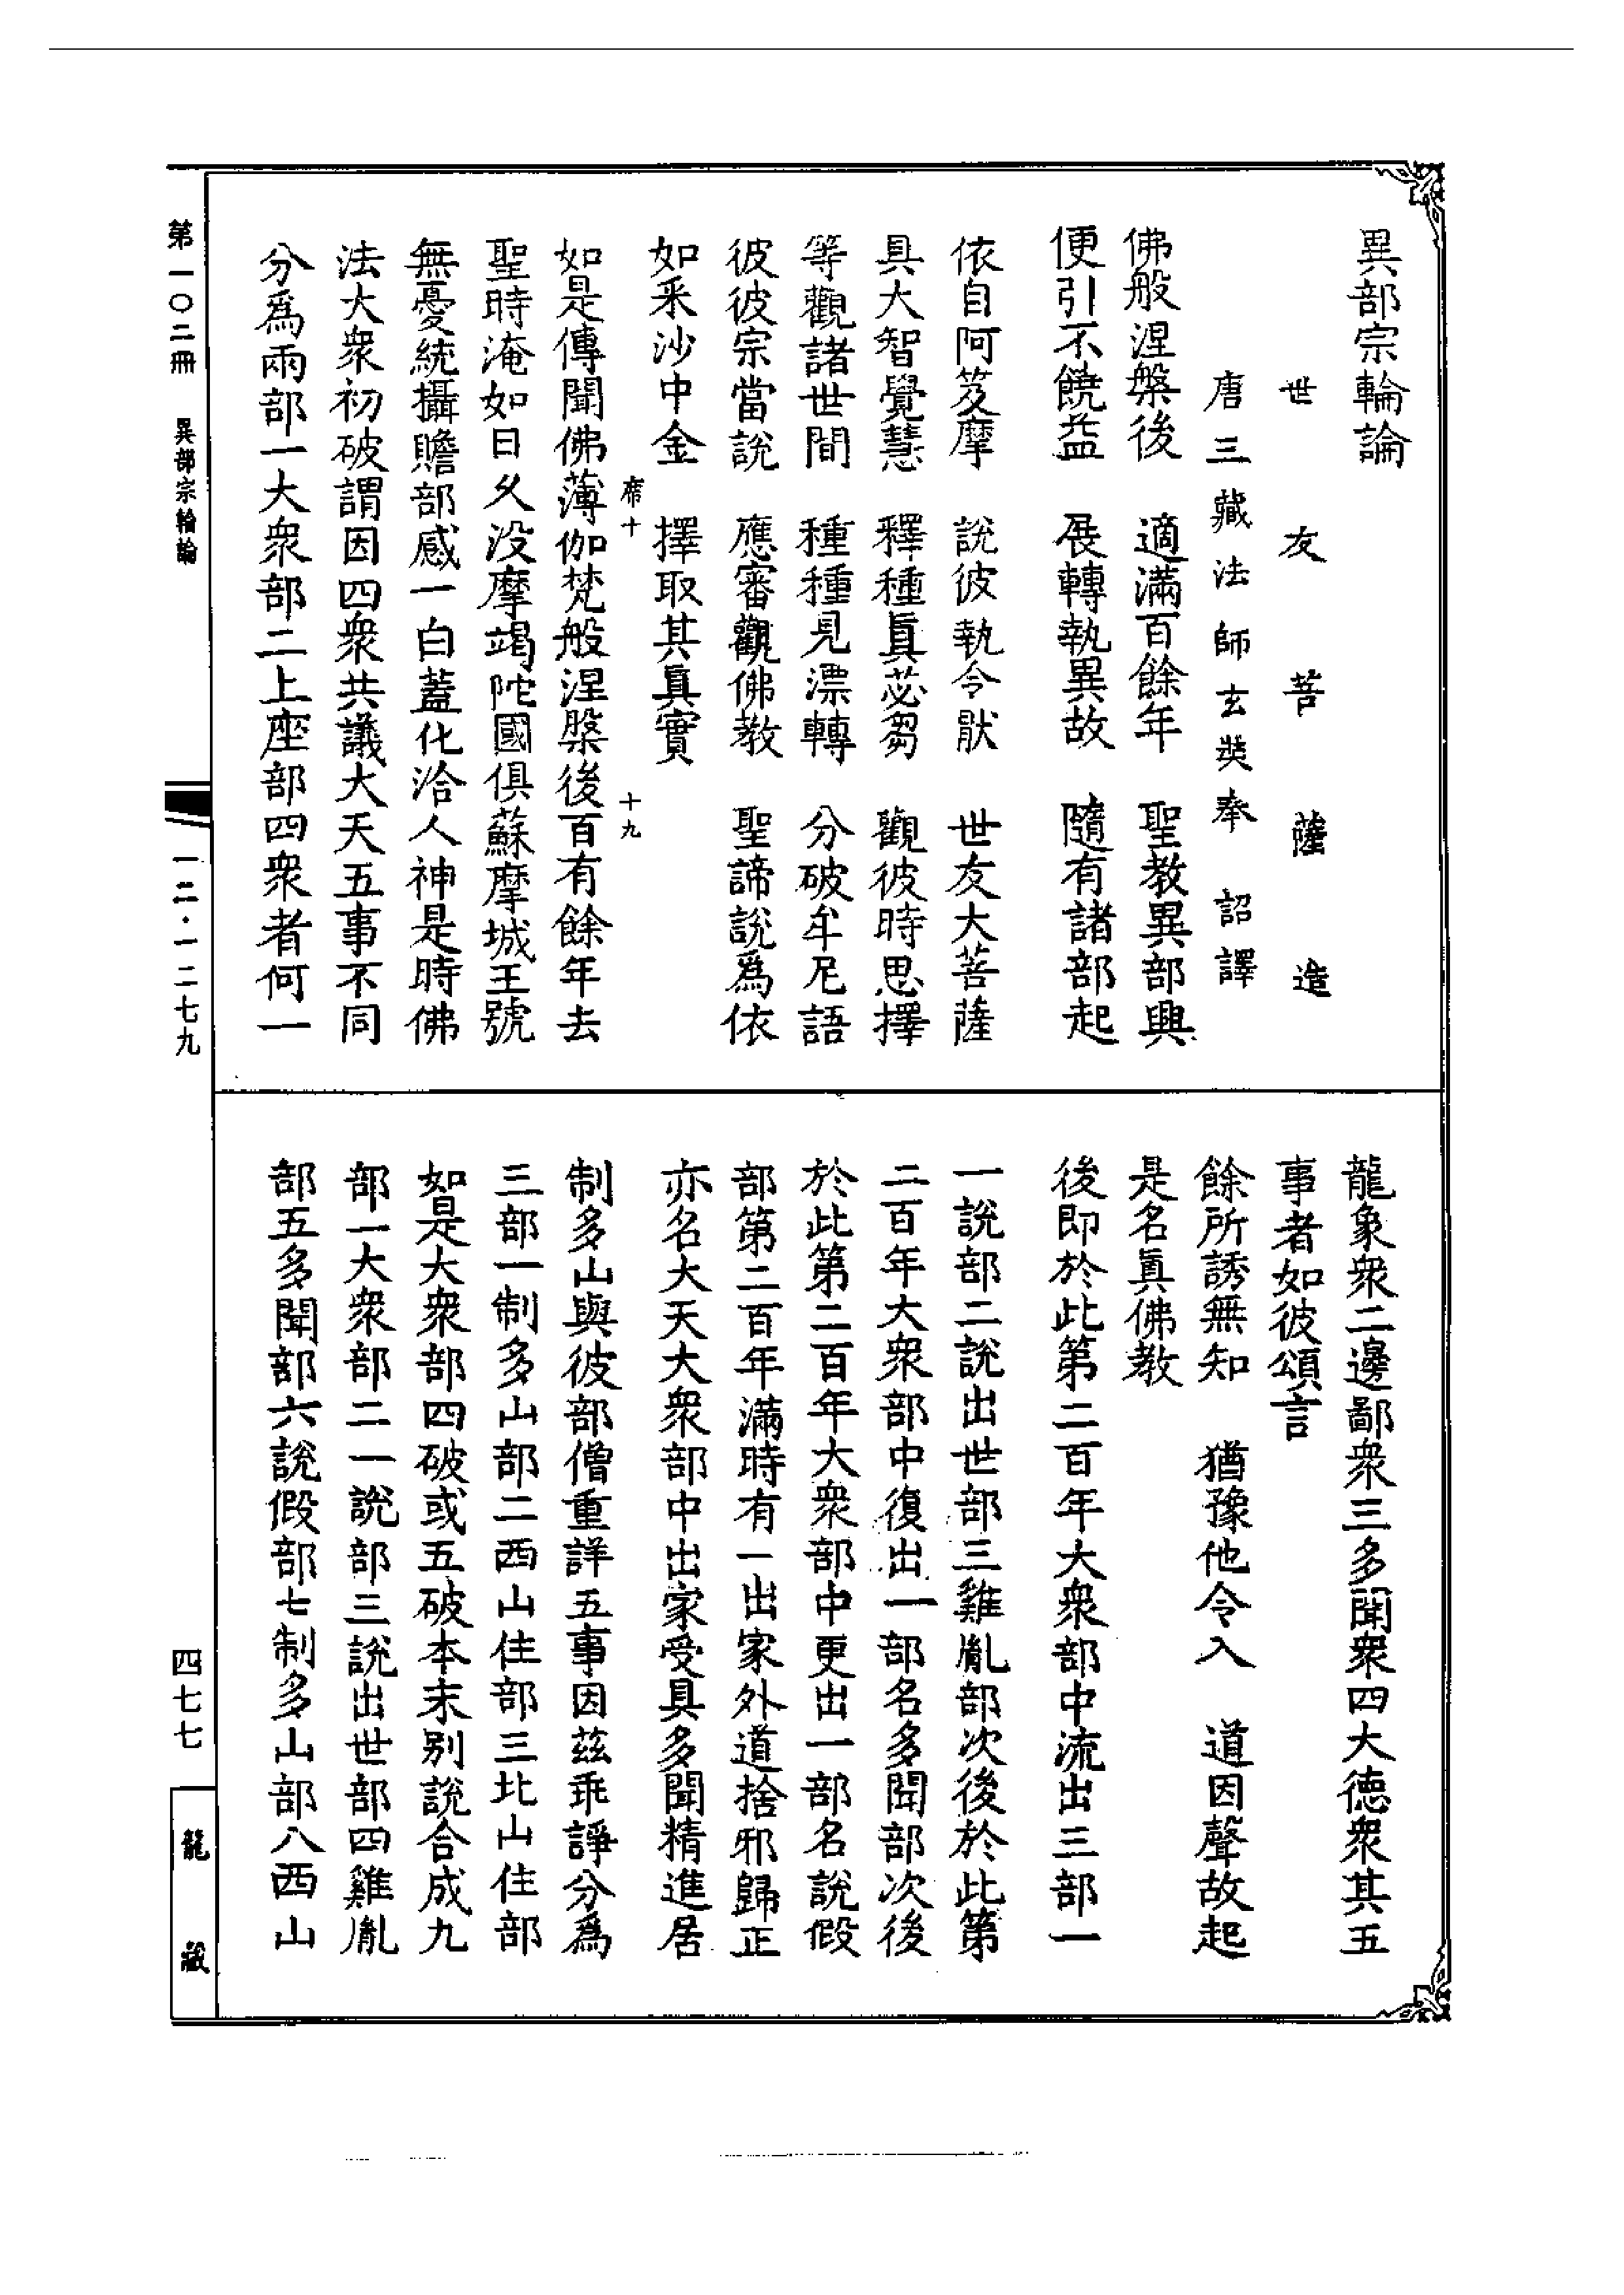 異部宗輪論
世友菩薩造
唐三藏法師玄奘奉　詔譯
佛般涅槃後　適滿百餘年　聖教異部興
便引不饒益　展轉執異故　隨有諸部起
依自阿笈摩　說彼執令猒　世友大菩薩
具大智覺慧　釋種眞苾芻　觀彼時思擇
等觀諸世間　種種見漂轉　分破牟尼語
彼彼宗當說　應審觀佛教　聖諦說爲依
如采沙中金　擇取其眞實
席十　十九
如是傳聞佛薄伽梵般涅槃後百有餘年去
聖時淹如日久没摩竭陀國俱蘇摩城王號
無憂統攝贍部感一白蓋化洽人神是時佛
法大衆初破謂因四衆共議大天五事不同
分爲兩部一大衆部二上座部四衆者何一
龍象衆二邊鄙衆三多聞衆四大德衆其五
事者如彼頌言
餘所誘無知　猶豫他令入　道因聲故起
是名眞佛教
後即於此第二百年大衆部中流出三部一
一說部二說出世部三雞胤部次後於此第
二百年大衆部中復出一部名多聞部次後
於此第二百年大衆部中更出一部名說假
部第二百年滿時有一出家外道捨邪歸正
亦名大天大衆部中出家受具多聞精進居
制多山與彼部僧重詳五事因茲乖諍分爲
三部一制多山部二西山住部三北山住部
如是大衆部四破或五破本末别說合成九
部一大衆部二一說部三說出世部四雞胤
部五多聞部六說假部七制多山部八西山
第一〇二冊　異部宗輪論
一二·一二七九
四七七
龍藏